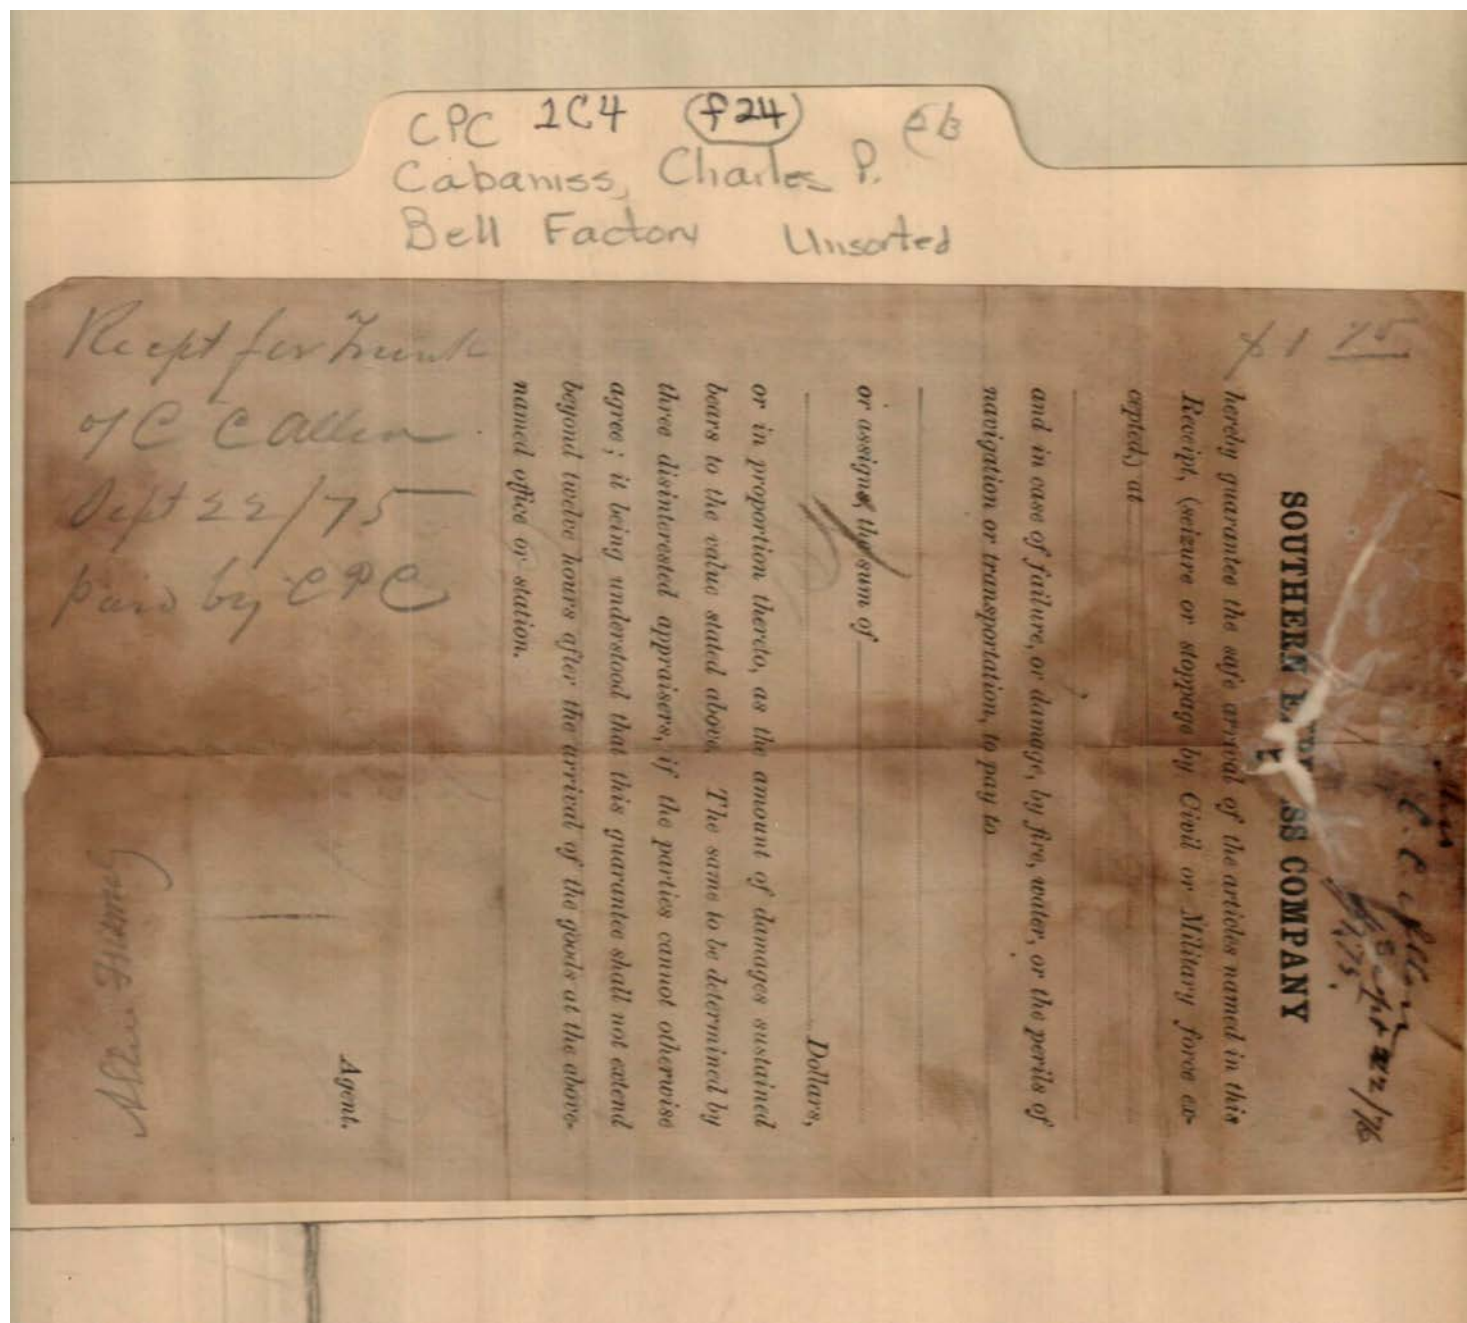 CPC 1C4 f24
Cabaniss, Charles P.
Bell Factory Unsorted
Recept for Trunk
of C C Allen
Sept 22/75
paid by CPC
$1 75
C. C. Allen
Sept 22/75
SOUTHERN E SS COMPANY
hereby guarantee the safe arrival of the articles named in this
Receipt, (seizure or stoppage by Civil or Military force ex-
cepted,) at
and in case of failure, or damage, by fire, water, or the perils of
navigation or transportation, to pay to
or assigns, the sum of
Dollars,
or in proportion thereto, as the amount of damages sustained
bears to the value stated above. The same to be determined by
three disinterested appraisers, if the parties cannot otherwise
agree; it being understood that this guarantee shall not extend
beyond twelve hours after the arrival of the goods at the above-
named office or station.
Agent.